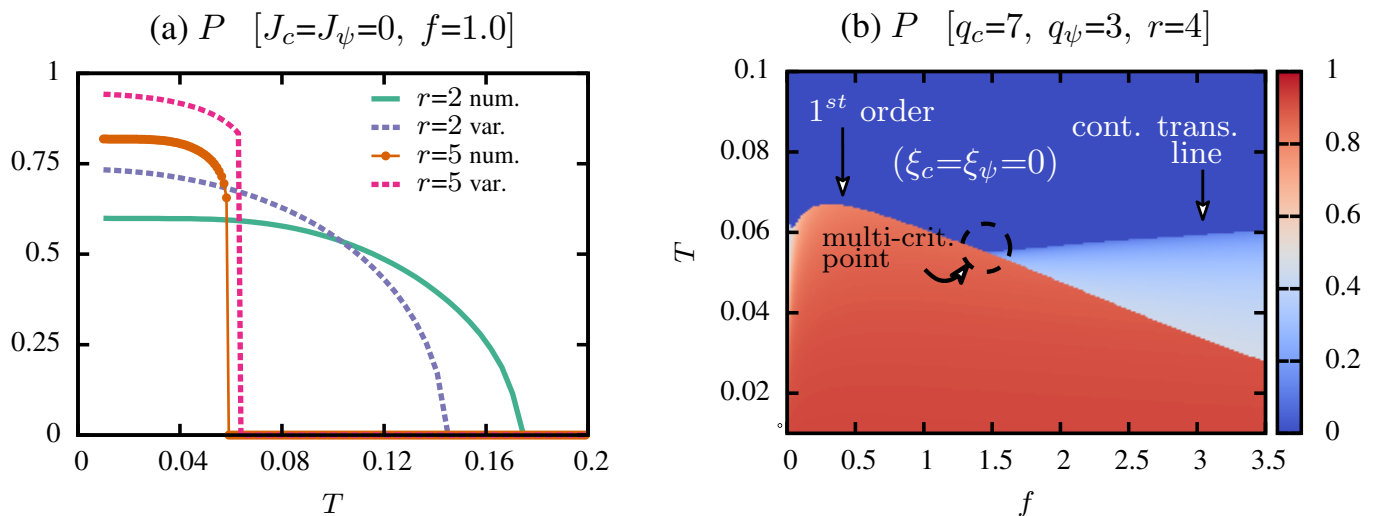 (a) P [J_c=J_ψ=0, f=1.0]
1
0.75
0.5
0.25
0
0
0.04
0.08
0.12
0.16
0.2
T
r=2 num.
r=2 var.
r=5 num.
r=5 var.
(b) P [q_c=7, q_ψ=3, r=4]
0.1
0.08
0.06
0.04
0.02
T
0
0.5
1
1.5
2
2.5
3
3.5
f
1^st order
(ξ_c=ξ_ψ=0)
cont. trans.
line
multi-crit.
point
1
0.8
0.6
0.4
0.2
0